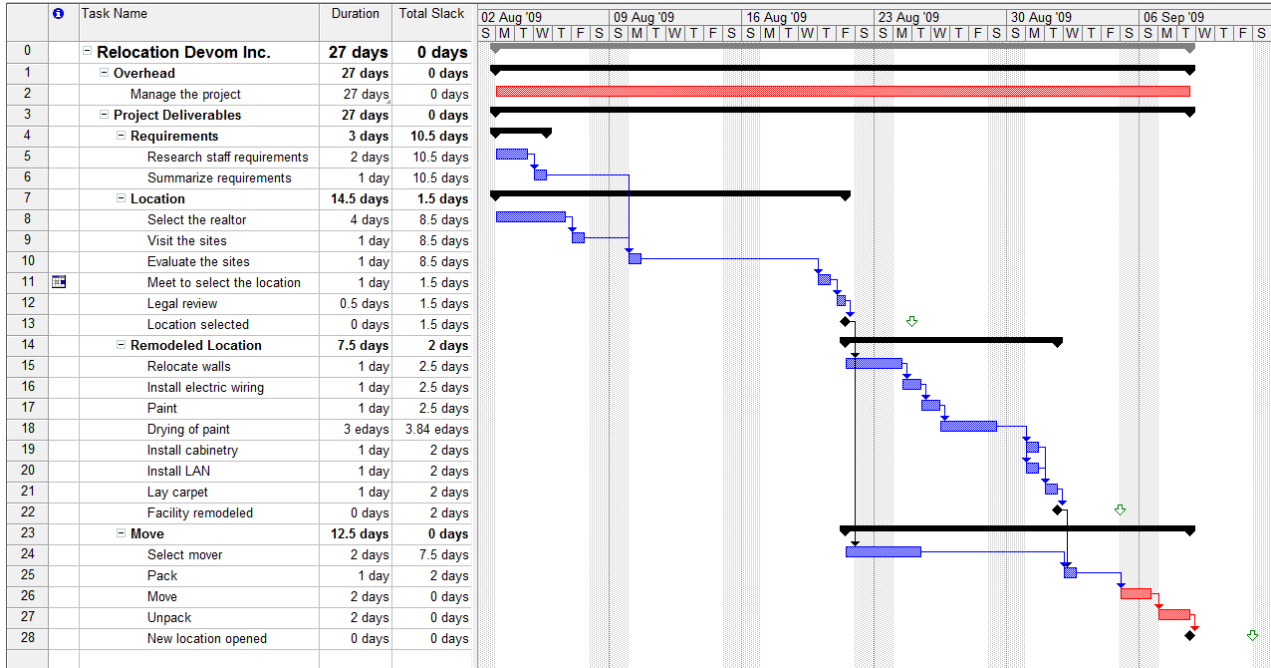 Task Name Duration Total Slack 02 Aug '09 09 Aug '09 16 Aug '09 23 Aug '09 30 Aug '09 06 Sep '09
S M T W T F S S M T W T F S S M T W T F S S M T W T F S S M T W T F S S M T W T F S
0 Relocation Devom Inc. 27 days 0 days
1 Overhead 27 days 0 days
2 Manage the project 27 days 0 days
3 Project Deliverables 27 days 0 days
4 Requirements 3 days 10.5 days
5 Research staff requirements 2 days 10.5 days
6 Summarize requirements 1 day 10.5 days
7 Location 14.5 days 1.5 days
8 Select the realtor 4 days 8.5 days
9 Visit the sites 1 day 8.5 days
10 Evaluate the sites 1 day 8.5 days
11 Meet to select the location 1 day 1.5 days
12 Legal review 0.5 days 1.5 days
13 Location selected 0 days 1.5 days
14 Remodeled Location 7.5 days 2 days
15 Relocate walls 1 day 2.5 days
16 Install electric wiring 1 day 2.5 days
17 Paint 1 day 2.5 days
18 Drying of paint 3 edays 3.84 edays
19 Install cabinetry 1 day 2 days
20 Install LAN 1 day 2 days
21 Lay carpet 1 day 2 days
22 Facility remodeled 0 days 2 days
23 Move 12.5 days 0 days
24 Select mover 2 days 7.5 days
25 Pack 1 day 2 days
26 Move 2 days 0 days
27 Unpack 2 days 0 days
28 New location opened 0 days 0 days